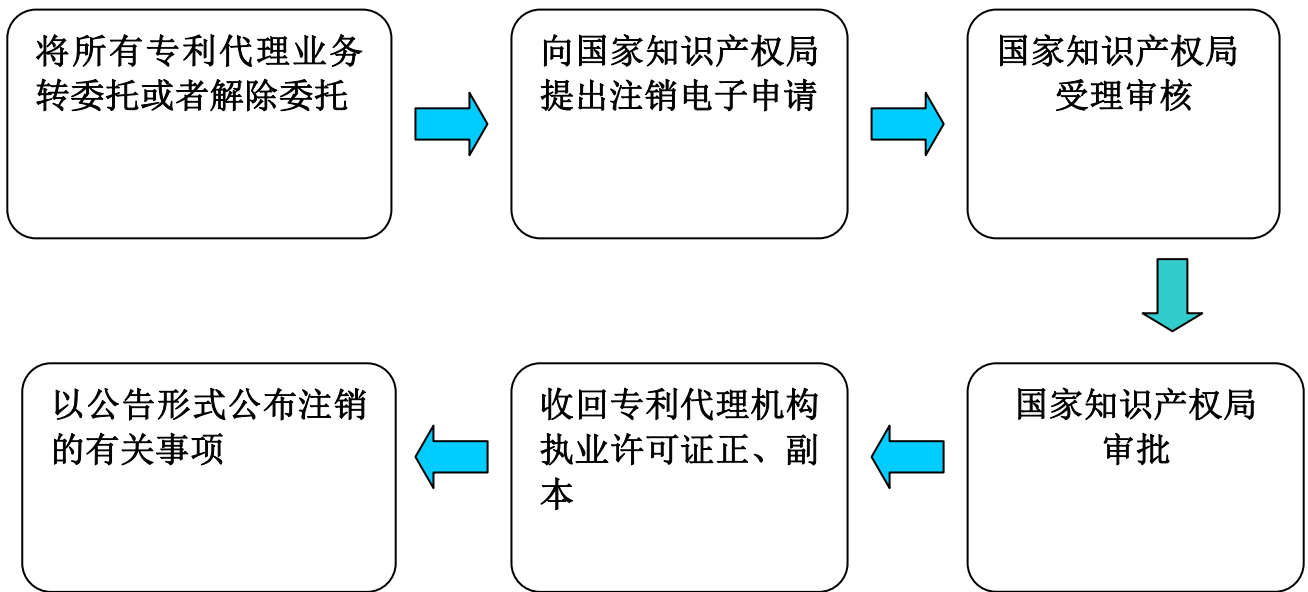 将所有专利代理业务
转委托或者解除委托
向国家知识产权局
提出注销电子申请
国家知识产权局
受理审核
国家知识产权局
审批
收回专利代理机构
执业许可证正、副
本
以公告形式公布注销
的有关事项